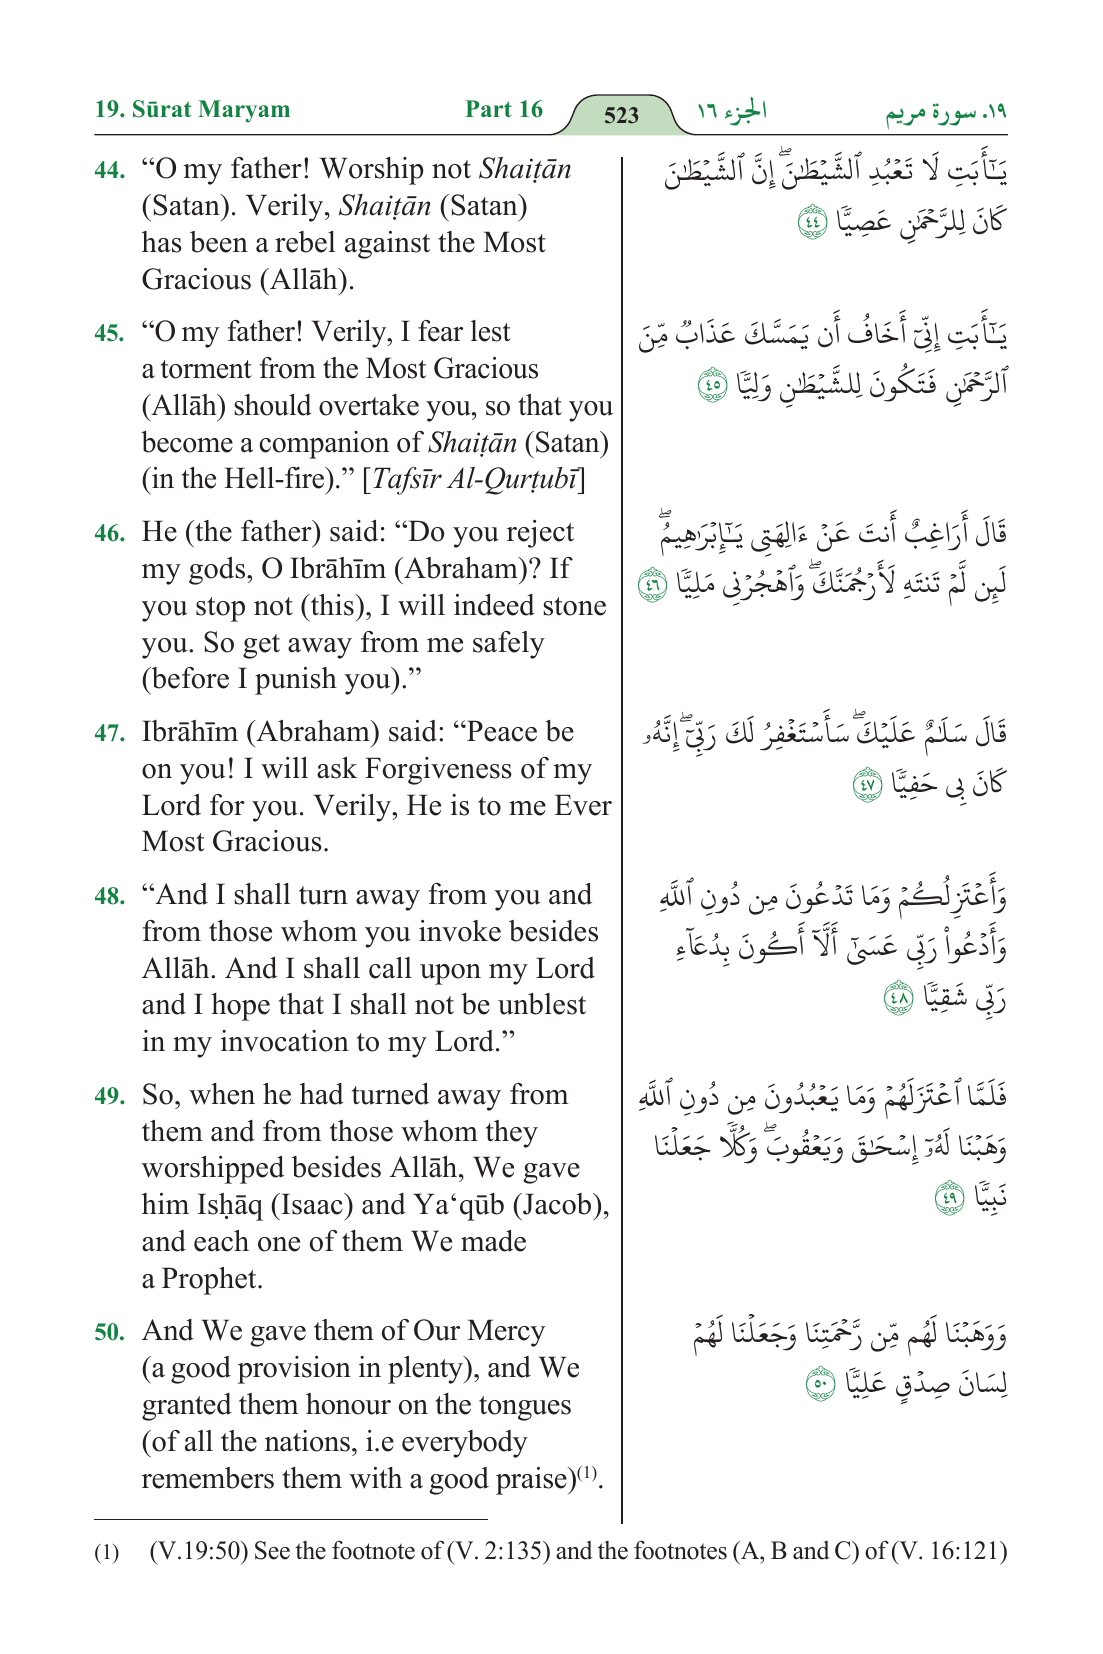 19. Sūrat Maryam Part 16 523 الجزء ١٦ ١٩. سورة مريم
44. “O my father! Worship not Shaiṭān
(Satan). Verily, Shaiṭān (Satan)
has been a rebel against the Most
Gracious (Allāh).
يَـٰٓأَبَتِ لَا تَعۡبُدِ ٱلشَّيۡطَـٰنَۖ إِنَّ ٱلشَّيۡطَـٰنَ
كَانَ لِلرَّحۡمَـٰنِ عَصِيّٗا ٤٤
45. “O my father! Verily, I fear lest
a torment from the Most Gracious
(Allāh) should overtake you, so that you
become a companion of Shaiṭān (Satan)
(in the Hell-fire).” [Tafsīr Al-Qurṭubī]
يَـٰٓأَبَتِ إِنِّيٓ أَخَافُ أَن يَمَسَّكَ عَذَابٞ مِّنَ
ٱلرَّحۡمَـٰنِ فَتَكُونَ لِلشَّيۡطَـٰنِ وَلِيّٗا ٤٥
46. He (the father) said: “Do you reject
my gods, O Ibrāhīm (Abraham)? If
you stop not (this), I will indeed stone
you. So get away from me safely
(before I punish you).”
قَالَ أَرَاغِبٌ أَنتَ عَنۡ ءَالِهَتِي يَـٰٓإِبۡرَٰهِيمُۖ
لَئِن لَّمۡ تَنتَهِ لَأَرۡجُمَنَّكَۖ وَٱهۡجُرۡنِي مَلِيّٗا ٤٦
47. Ibrāhīm (Abraham) said: “Peace be
on you! I will ask Forgiveness of my
Lord for you. Verily, He is to me Ever
Most Gracious.
قَالَ سَلَـٰمٌ عَلَيۡكَۖ سَأَسۡتَغۡفِرُ لَكَ رَبِّيٓۖ إِنَّهُۥ
كَانَ بِي حَفِيّٗا ٤٧
48. “And I shall turn away from you and
from those whom you invoke besides
Allāh. And I shall call upon my Lord
and I hope that I shall not be unblest
in my invocation to my Lord.”
وَأَعۡتَزِلُكُمۡ وَمَا تَدۡعُونَ مِن دُونِ ٱللَّهِ
وَأَدۡعُواْ رَبِّي عَسَىٰٓ أَلَّآ أَكُونَ بِدُعَآءِ
رَبِّي شَقِيّٗا ٤٨
49. So, when he had turned away from
them and from those whom they
worshipped besides Allāh, We gave
him Isḥāq (Isaac) and Ya‘qūb (Jacob),
and each one of them We made
a Prophet.
فَلَمَّا ٱعۡتَزَلَهُمۡ وَمَا يَعۡبُدُونَ مِن دُونِ ٱللَّهِ
وَهَبۡنَا لَهُۥٓ إِسۡحَـٰقَ وَيَعۡقُوبَۖ وَكُلّٗا جَعَلۡنَا
نَبِيّٗا ٤٩
50. And We gave them of Our Mercy
(a good provision in plenty), and We
granted them honour on the tongues
(of all the nations, i.e everybody
remembers them with a good praise)(1).
وَوَهَبۡنَا لَهُم مِّن رَّحۡمَتِنَا وَجَعَلۡنَا لَهُمۡ
لِسَانَ صِدۡقٍ عَلِيّٗا ٥٠
(1) (V.19:50) See the footnote of (V. 2:135) and the footnotes (A, B and C) of (V. 16:121)